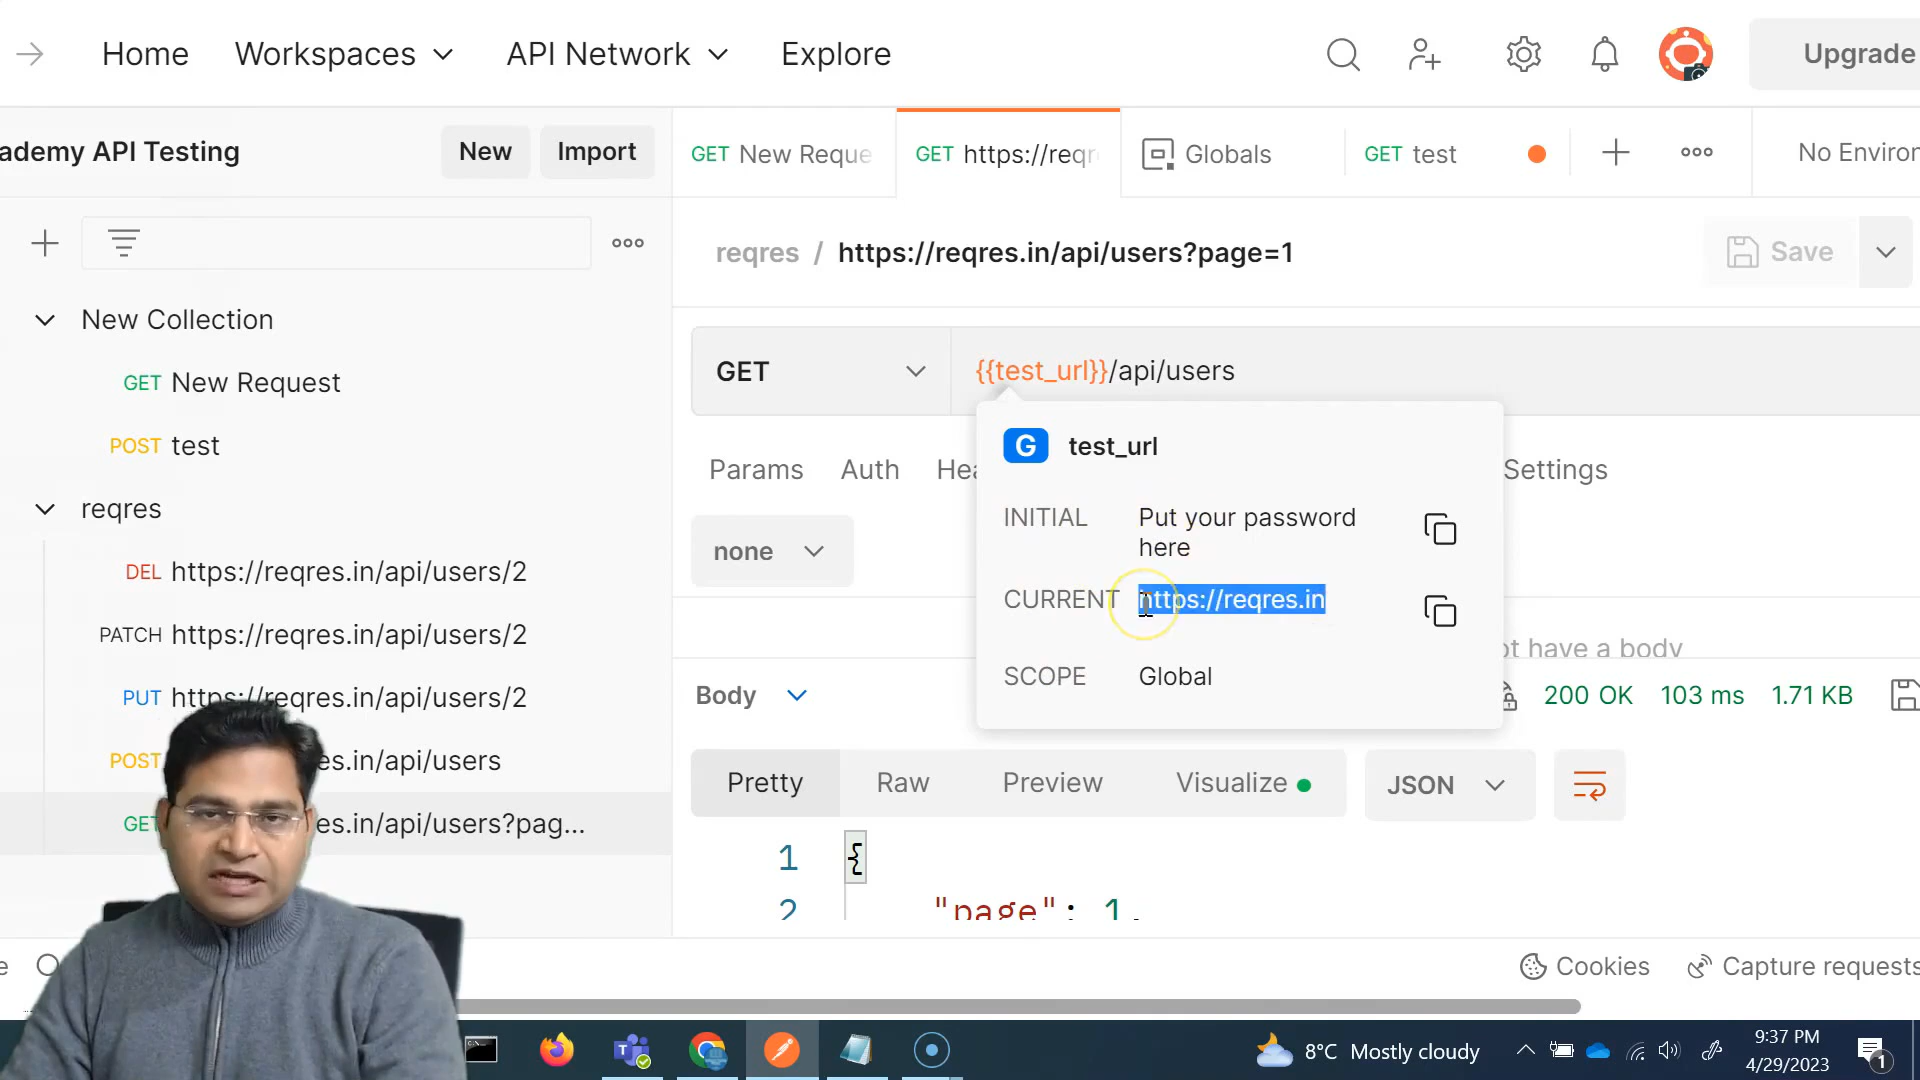 Home Workspaces API Network Explore Upgrade
ademy API Testing New Import
GET New Reque GET https://reqr Globals GET test No Environ
reqres / https://reqres.in/api/users?page=1 Save
New Collection
GET New Request
POST test
reqres
DEL https://reqres.in/api/users/2
PATCH https://reqres.in/api/users/2
PUT https://reqres.in/api/users/2
POST es.in/api/users
GET es.in/api/users?pag...
GET {{test_url}}/api/users
Params Auth Hea Settings
none
G test_url
INITIAL Put your password
here
CURRENT https://reqres.in
SCOPE Global
ot have a body
Body 200 OK 103 ms 1.71 KB
Pretty Raw Preview Visualize JSON
1 {
2 "page": 1,
e Cookies Capture requests
8°C Mostly cloudy 9:37 PM
4/29/2023 1